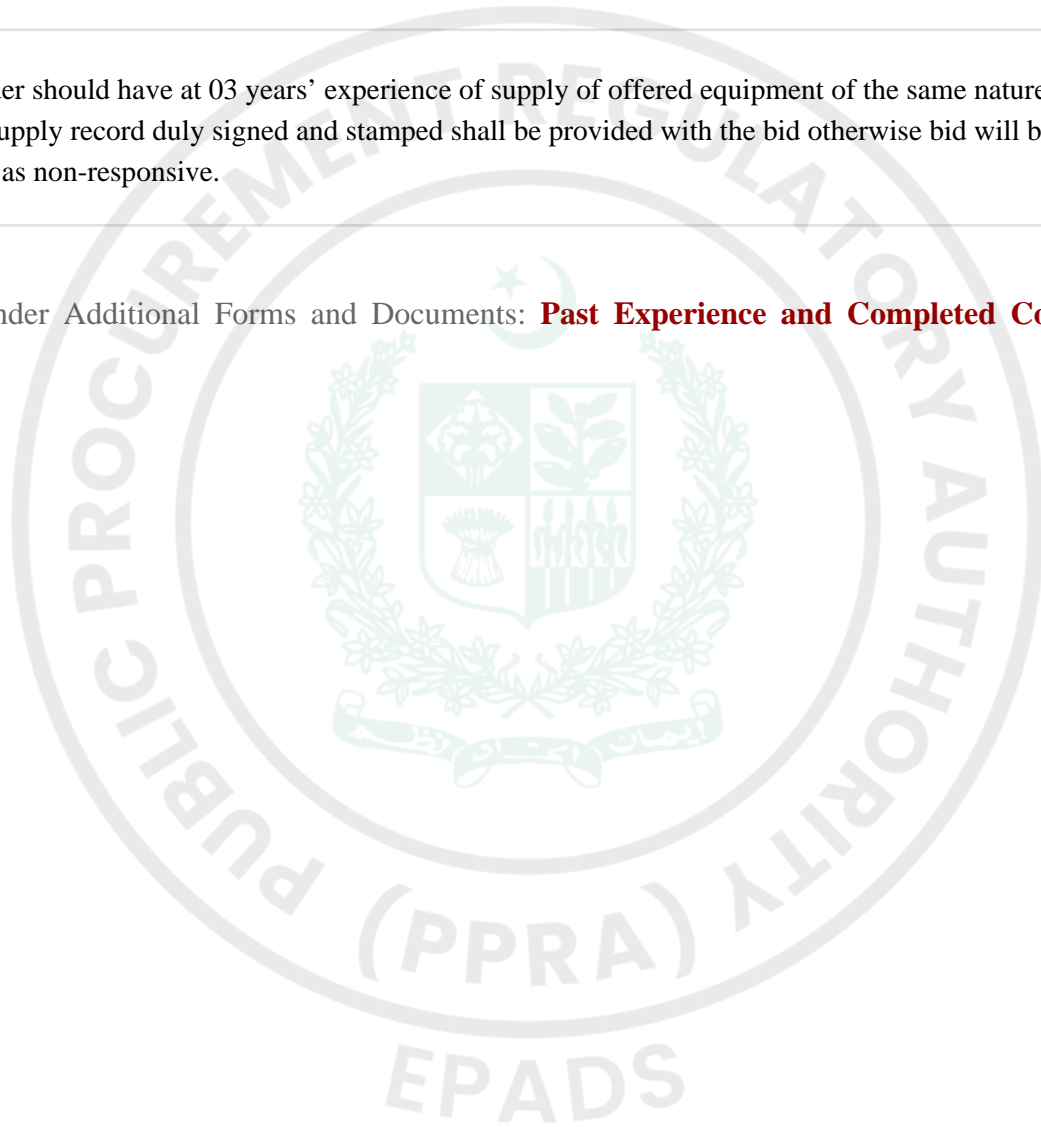 der should have at 03 years’ experience of supply of offered equipment of the same nature
supply record duly signed and stamped shall be provided with the bid otherwise bid will b
as non-responsive.
nder Additional Forms and Documents: Past Experience and Completed Co
PUBLIC PROCUREMENT REGULATORY AUTHORITY
(PPRA)
EPADS